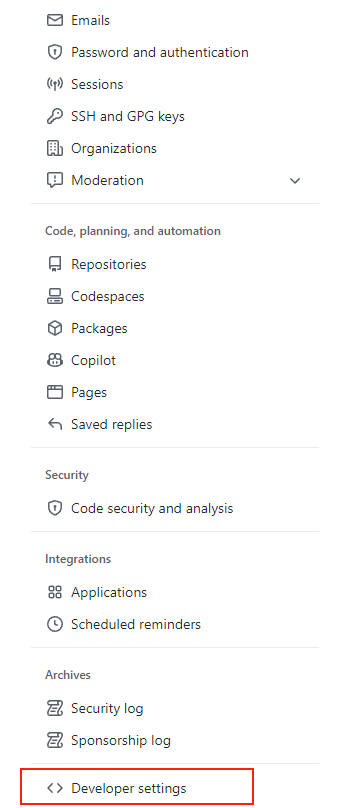 Emails
Password and authentication
Sessions
SSH and GPG keys
Organizations
Moderation
Code, planning, and automation
Repositories
Codespaces
Packages
Copilot
Pages
Saved replies
Security
Code security and analysis
Integrations
Applications
Scheduled reminders
Archives
Security log
Sponsorship log
Developer settings